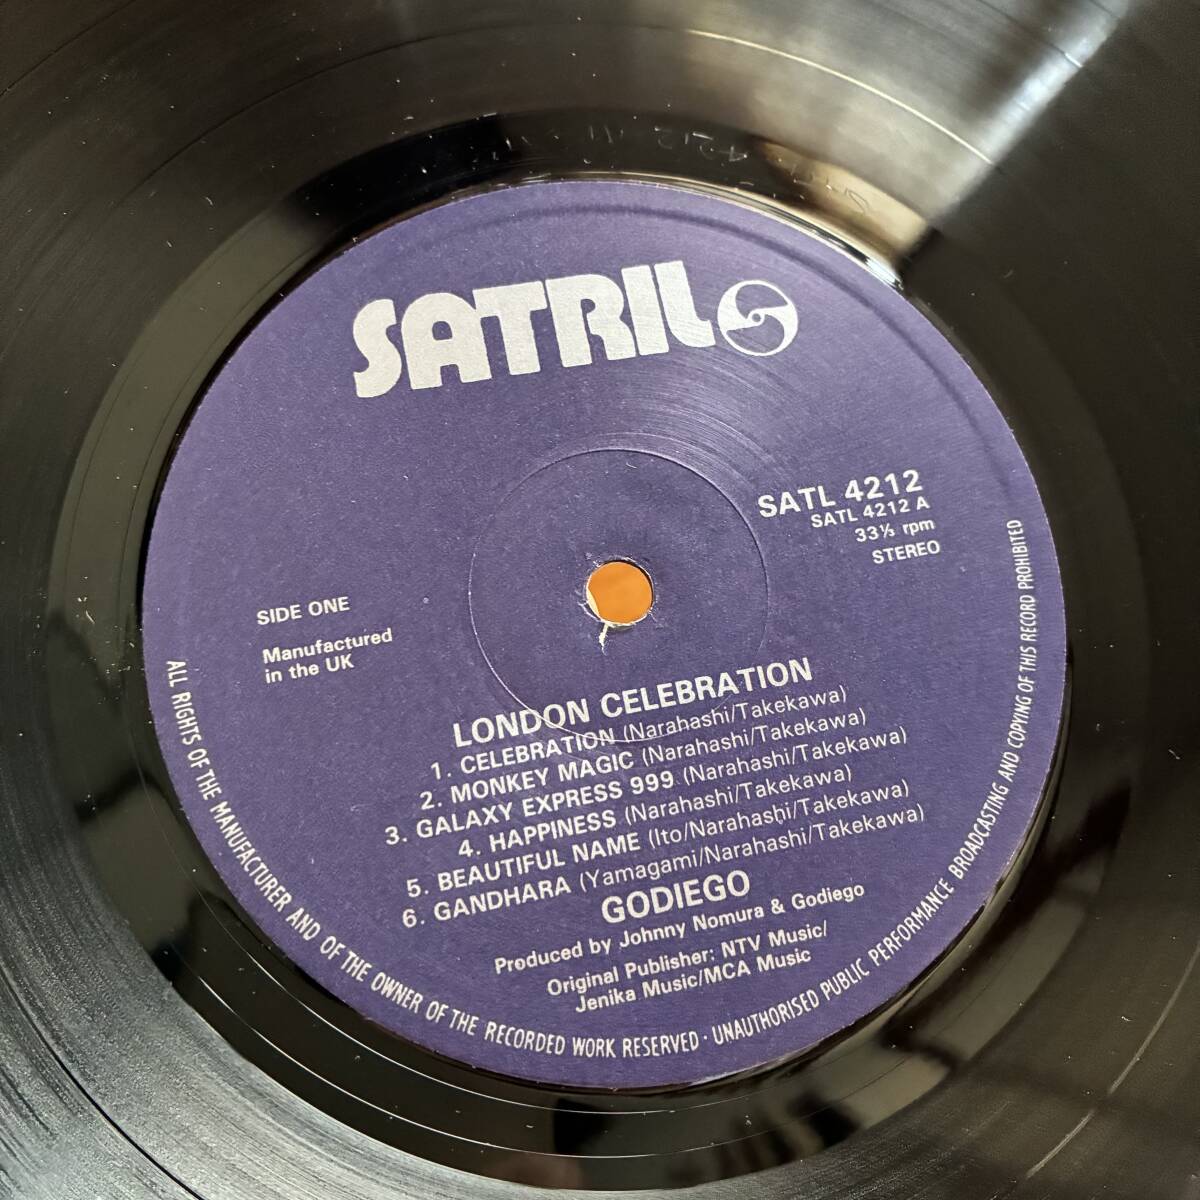 SATRIL
SATL 4212
SATL 4212 A
33⅓ rpm
STEREO
SIDE ONE
Manufactured
in the UK
LONDON CELEBRATION
1. CELEBRATION (Narahashi/Takekawa)
2. MONKEY MAGIC (Narahashi/Takekawa)
3. GALAXY EXPRESS 999 (Narahashi/Takekawa)
4. HAPPINESS (Narahashi/Takekawa)
5. BEAUTIFUL NAME (Ito/Narahashi/Takekawa)
6. GANDHARA (Yamagami/Narahashi/Takekawa)
GODIEGO
Produced by Johnny Nomura & Godiego
Original Publisher: NTV Music/
Jenika Music/MCA Music
ALL RIGHTS OF THE MANUFACTURER AND OF THE OWNER OF THE RECORDED WORK RESERVED · UNAUTHORISED PUBLIC PERFORMANCE BROADCASTING AND COPYING OF THIS RECORD PROHIBITED